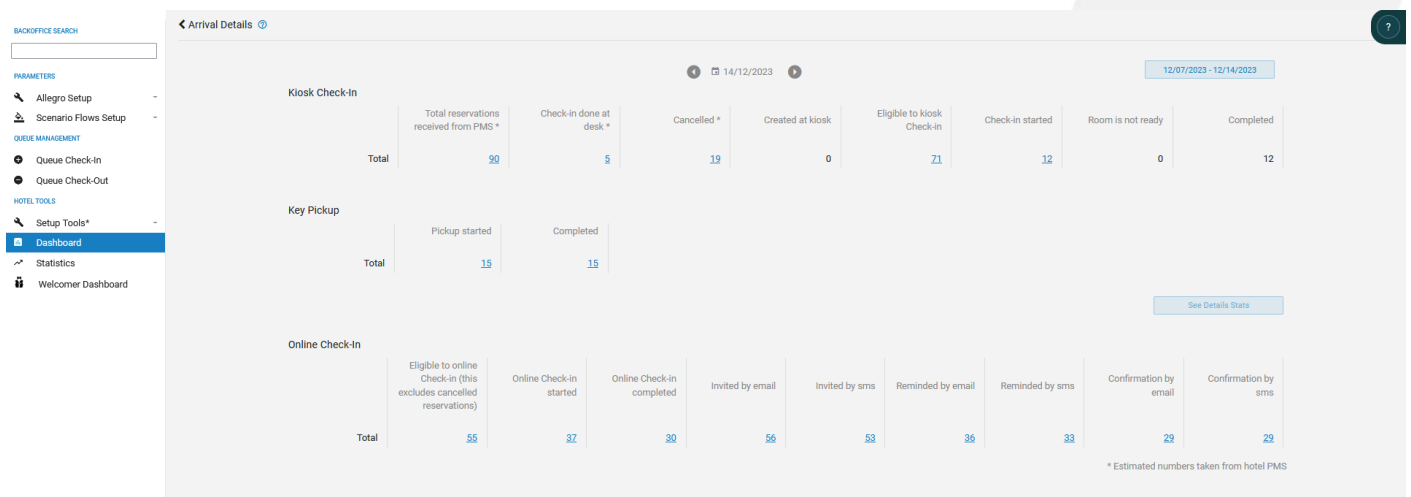 BACKOFFICE SEARCH
PARAMETERS
Allegro Setup
Scenario Flows Setup
QUEUE MANAGEMENT
Queue Check-In
Queue Check-Out
HOTEL TOOLS
Setup Tools*
Dashboard
Statistics
Welcomer Dashboard
Arrival Details ?
?
14/12/2023
12/07/2023 - 12/14/2023
Kiosk Check-In
Total reservations received from PMS *
Check-in done at desk *
Cancelled *
Created at kiosk
Eligible to kiosk Check-in
Check-in started
Room is not ready
Completed
Total 90 5 19 0 71 12 0 12
Key Pickup
Pickup started Completed
Total 15 15
See Details Stats
Online Check-In
Eligible to online Check-in (this excludes cancelled reservations)
Online Check-in started
Online Check-in completed
Invited by email
Invited by sms
Reminded by email
Reminded by sms
Confirmation by email
Confirmation by sms
Total 55 37 30 56 53 36 33 29 29
* Estimated numbers taken from hotel PMS